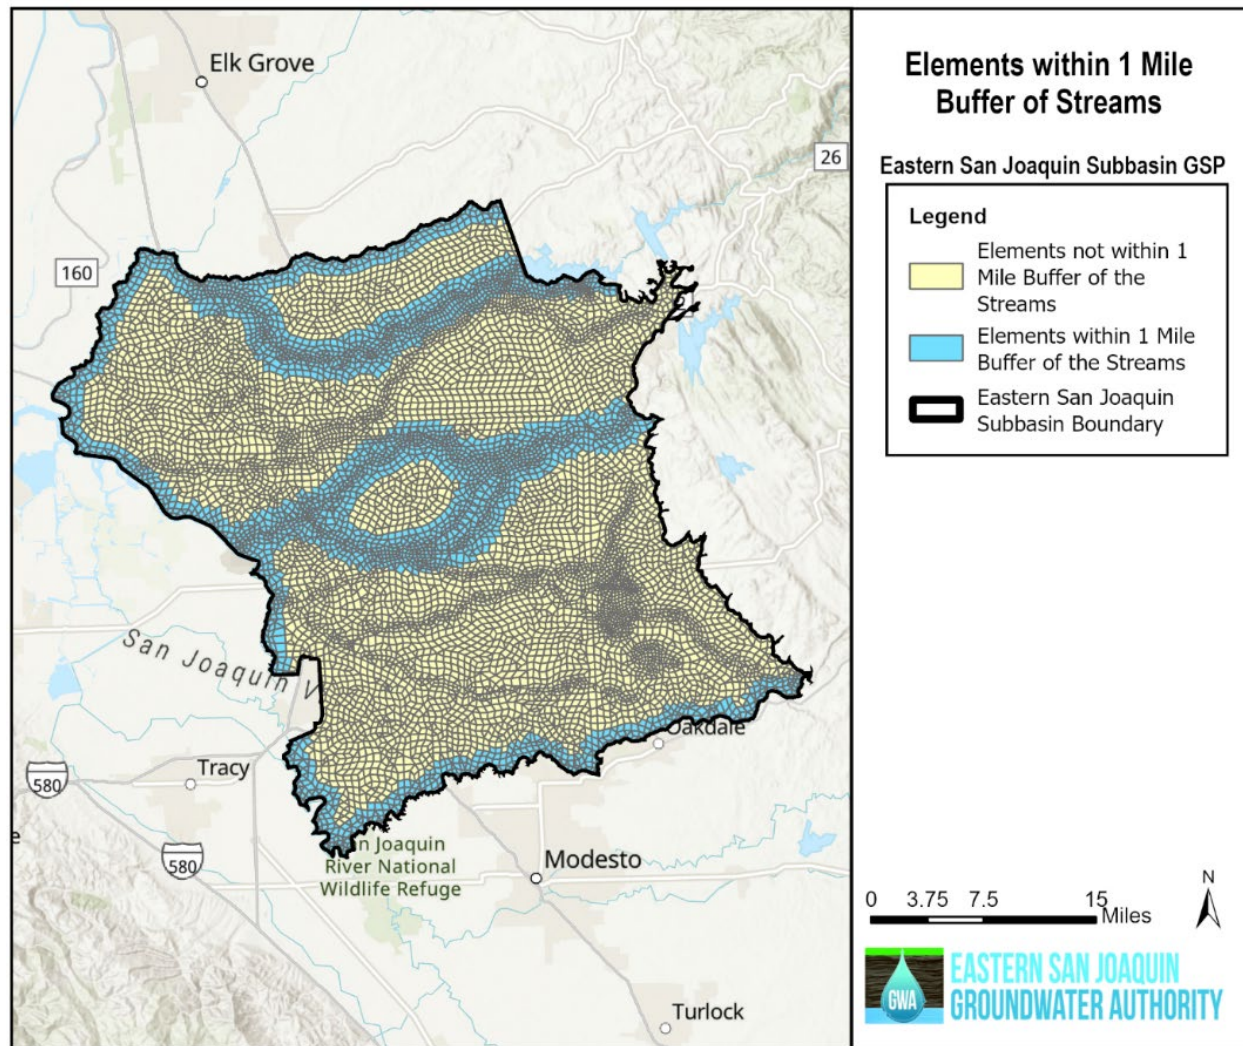 Elk Grove
26
160
San Joaquin V
Oakdale
Tracy
580
580
e
n Joaquin
River National
Wildlife Refuge
Modesto
Turlock
Elements within 1 Mile
Buffer of Streams
Eastern San Joaquin Subbasin GSP
Legend
Elements not within 1
Mile Buffer of the
Streams
Elements within 1 Mile
Buffer of the Streams
Eastern San Joaquin
Subbasin Boundary
N
0 3.75 7.5 15
Miles
GWA
EASTERN SAN JOAQUIN
GROUNDWATER AUTHORITY